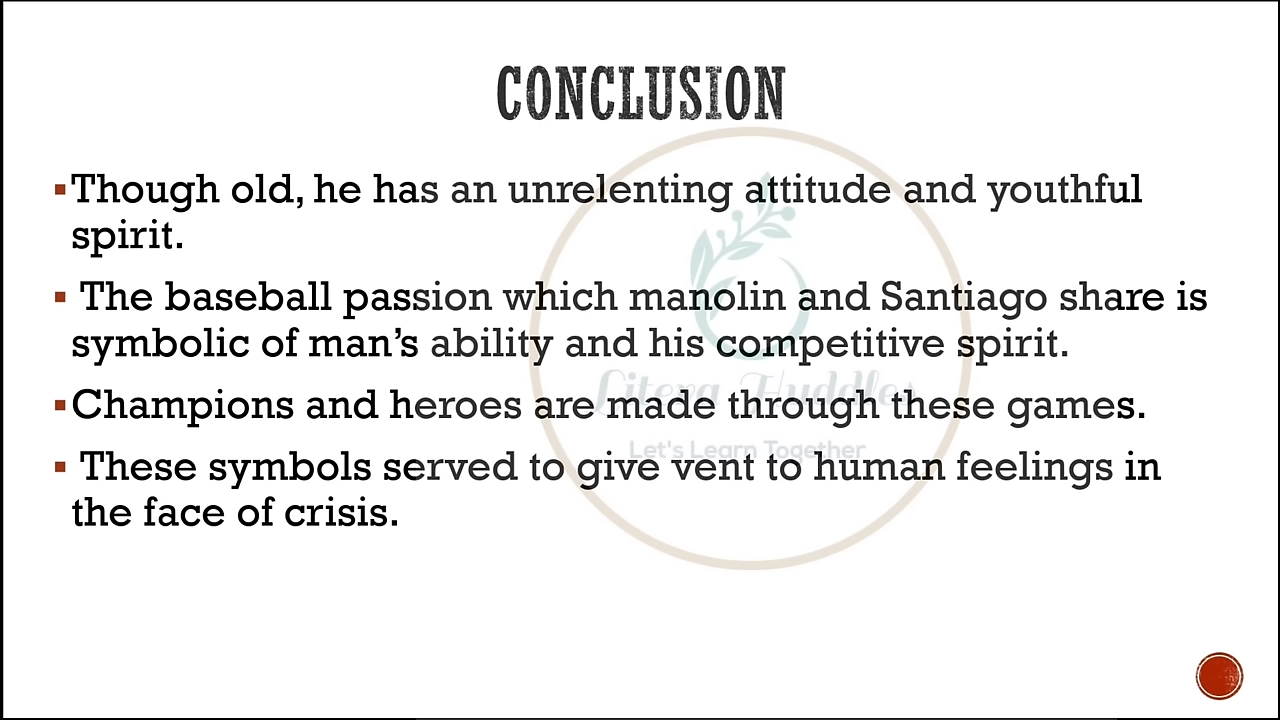 CONCLUSION
▪Though old, he has an unrelenting attitude and youthful
spirit.
▪ The baseball passion which manolin and Santiago share is
symbolic of man’s ability and his competitive spirit.
▪Champions and heroes are made through these games.
Litera Huddles
Let's Learn Together
▪ These symbols served to give vent to human feelings in
the face of crisis.